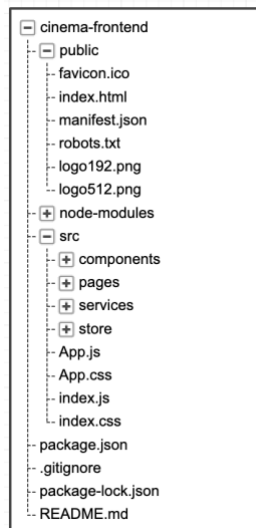 cinema-frontend
public
favicon.ico
index.html
manifest.json
robots.txt
logo192.png
logo512.png
node-modules
src
components
pages
services
store
App.js
App.css
index.js
index.css
package.json
.gitignore
package-lock.json
README.md